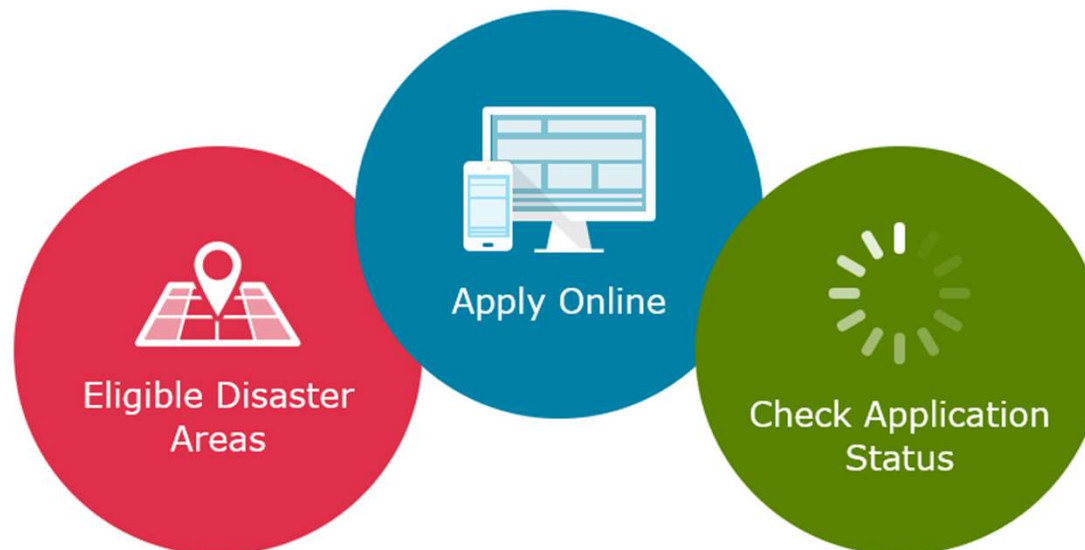 Eligible Disaster
Areas
Apply Online
Check Application
Status